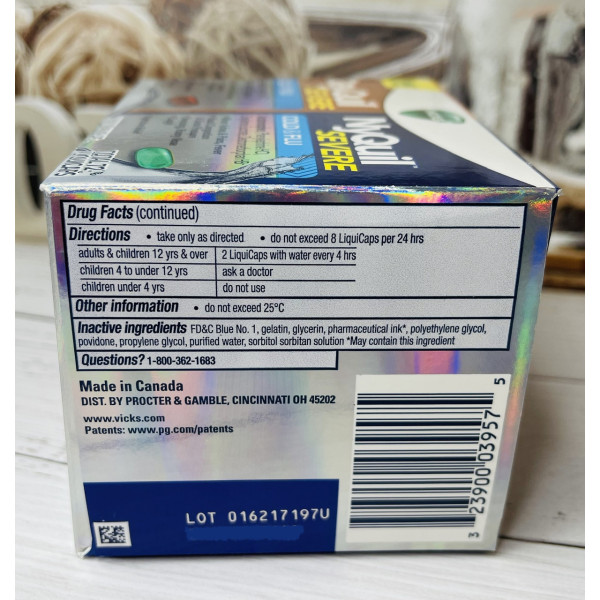 NyQuil
SEVERE
COLD & FLU
Drug Facts (continued)
Directions • take only as directed • do not exceed 8 LiquiCaps per 24 hrs
adults & children 12 yrs & over 2 LiquiCaps with water every 4 hrs
children 4 to under 12 yrs ask a doctor
children under 4 yrs do not use
Other information • do not exceed 25°C
Inactive ingredients FD&C Blue No. 1, gelatin, glycerin, pharmaceutical ink*, polyethylene glycol,
povidone, propylene glycol, purified water, sorbitol sorbitan solution *May contain this ingredient
Questions? 1-800-362-1683
Made in Canada
DIST. BY PROCTER & GAMBLE, CINCINNATI OH 45202
www.vicks.com
Patents: www.pg.com/patents
LOT 016217197U
3 23900 03957 5